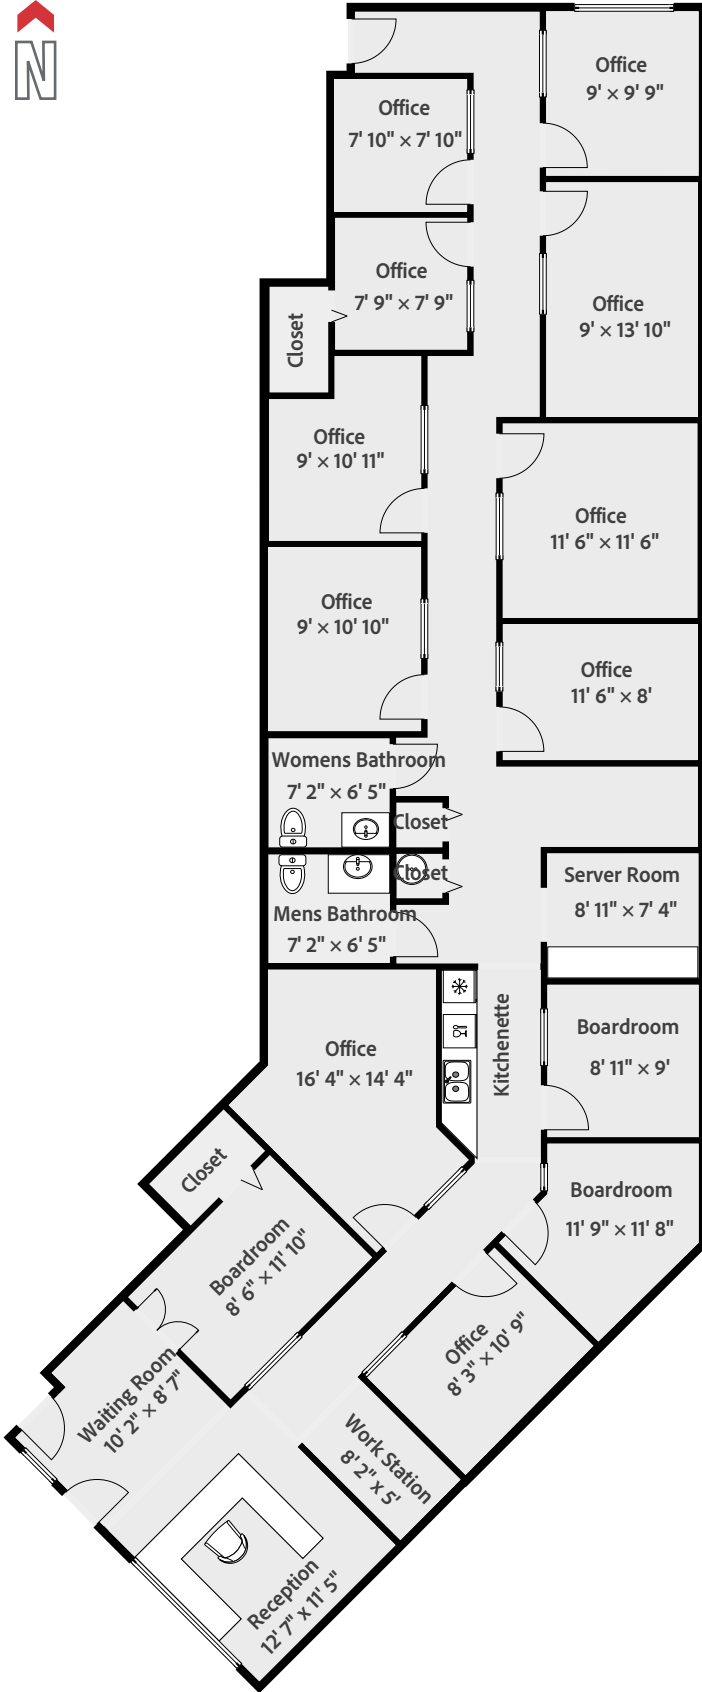 N
Office
9' × 9' 9"
Office
7' 10" × 7' 10"
Office
7' 9" × 7' 9"
Office
9' × 13' 10"
Closet
Office
9' × 10' 11"
Office
11' 6" × 11' 6"
Office
9' × 10' 10"
Office
11' 6" × 8'
Womens Bathroom
7' 2" × 6' 5"
Closet
Closet
Server Room
8' 11" × 7' 4"
Mens Bathroom
7' 2" × 6' 5"
Kitchenette
Boardroom
8' 11" × 9'
Office
16' 4" × 14' 4"
Closet
Boardroom
11' 9" × 11' 8"
Boardroom
8' 6" × 11' 10"
Office
8' 3" × 10' 9"
Waiting Room
10' 2" × 8' 7"
Work Station
8' 2" x 5'
Reception
12' 7" x 11' 5"